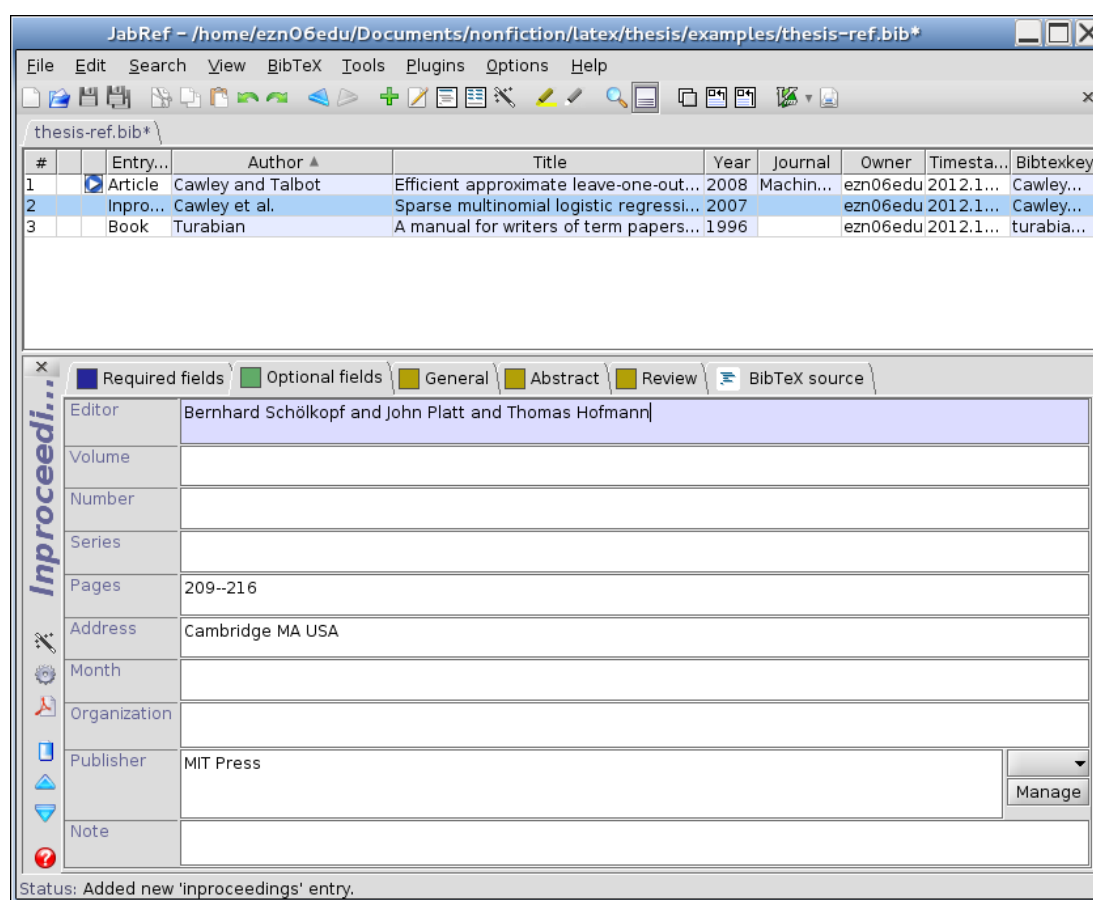 JabRef – /home/ezn06edu/Documents/nonfiction/latex/thesis/examples/thesis-ref.bib*
File Edit Search View BibTeX Tools Plugins Options Help
thesis-ref.bib*
# Entry... Author Title Year Journal Owner Timesta... Bibtexkey
1 Article Cawley and Talbot Efficient approximate leave-one-out... 2008 Machin... ezn06edu 2012.1... Cawley...
2 Inpro... Cawley et al. Sparse multinomial logistic regressi... 2007 ezn06edu 2012.1... Cawley...
3 Book Turabian A manual for writers of term papers... 1996 ezn06edu 2012.1... turabia...
Inproceedi...
Required fields Optional fields General Abstract Review BibTeX source
Editor Bernhard Schölkopf and John Platt and Thomas Hofmann
Volume
Number
Series
Pages 209--216
Address Cambridge MA USA
Month
Organization
Publisher MIT Press
Manage
Note
Status: Added new 'inproceedings' entry.